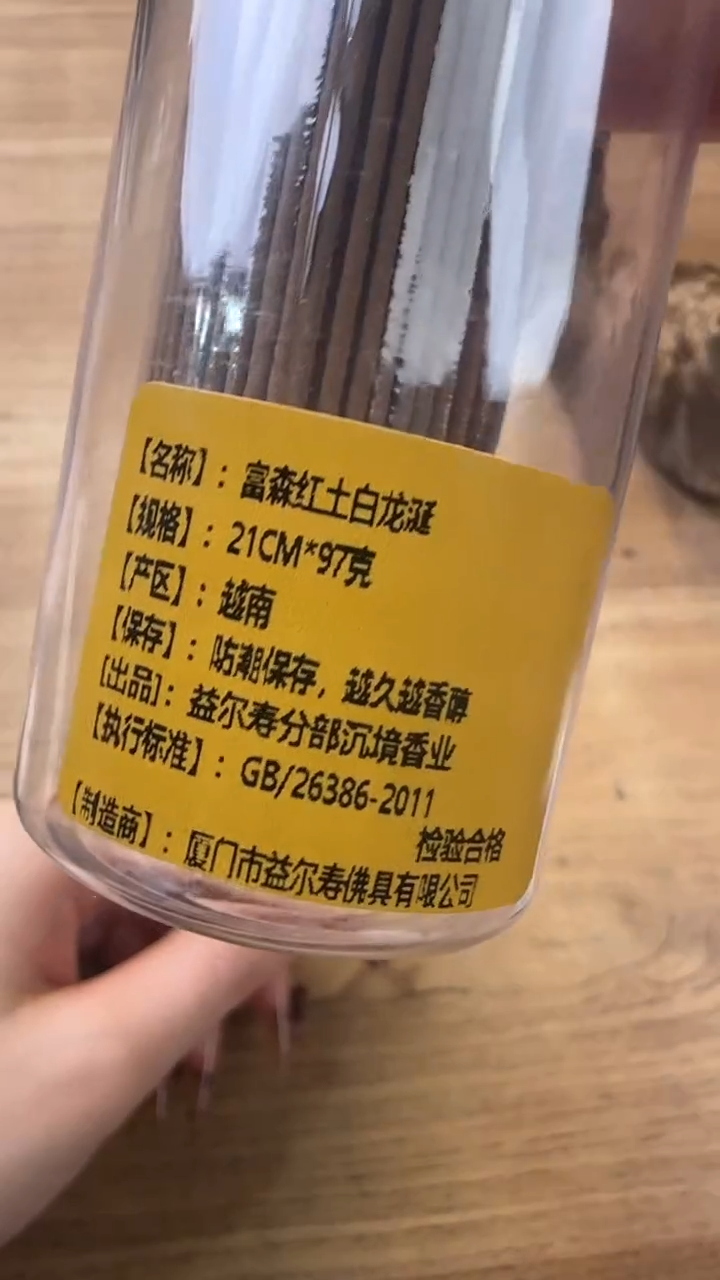 【名称】：富森红土白龙涎
【规格】：21CM*97克
【产区】：越南
【保存】：防潮保存，越久越香醇
[出品]：益尔寿分部沉境香业
【执行标准】：GB/26386-2011
检验合格
【制造商】：厦门市益尔寿佛具有限公司